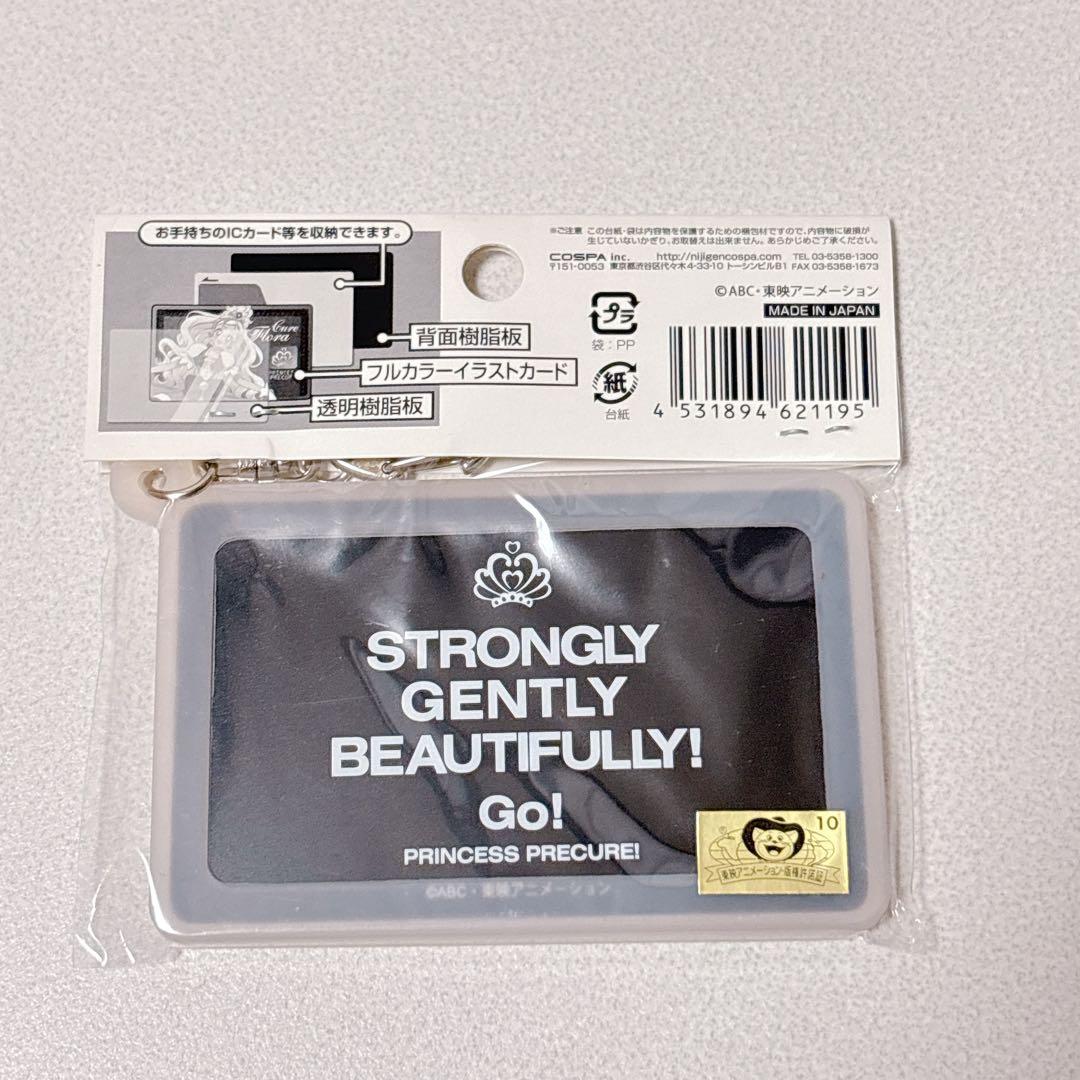 お手持ちのICカード等を収納できます。
Cure
Flora
背面樹脂板
フルカラーイラストカード
透明樹脂板
※ご注意 この台紙・袋は内容物を保護するための梱包材ですので、内容物に破損が
生じていないかぎり、お取替えは出来ません。あらかじめご了承ください。
COSPA inc. http://nijigencospa.com TEL 03-5358-1300
〒151-0053 東京都渋谷区代々木4-33-10 トーシンビルB1 FAX 03-5358-1673
©ABC・東映アニメーション
MADE IN JAPAN
プラ
袋：PP
紙
台紙
4 531894 621195
STRONGLY
GENTLY
BEAUTIFULLY!
Go!
PRINCESS PRECURE!
©ABC・東映アニメーション
10
東映アニメーション・版権許諾証